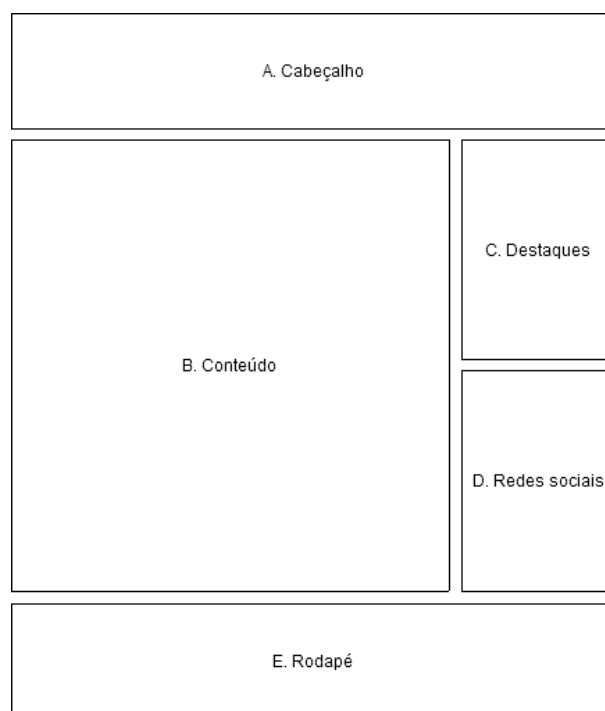 A. Cabeçalho
C. Destaques
B. Conteúdo
D. Redes sociais
E. Rodapé